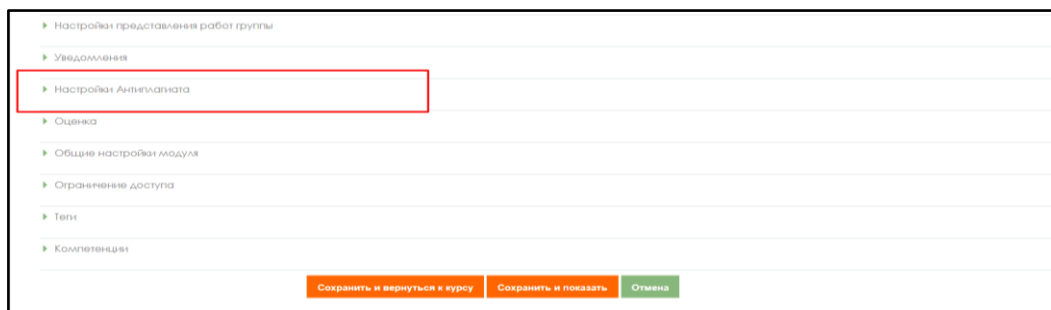 Настройки представления работ группы
Уведомления
Настройки Антиплагиата
Оценка
Общие настройки модуля
Ограничение доступа
Теги
Компетенции
Сохранить и вернуться к курсу Сохранить и показать Отмена